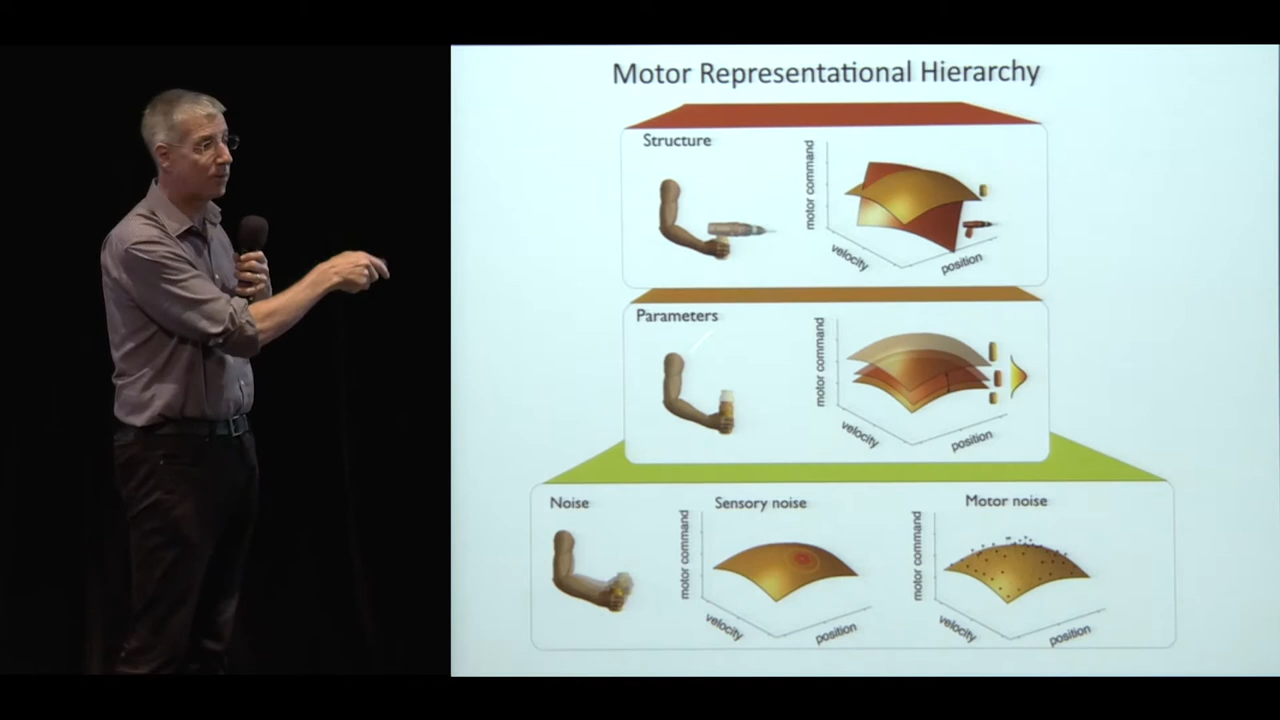 Motor Representational Hierarchy
Structure
motor command
velocity
position
Parameters
motor command
velocity
position
Noise
Sensory noise
Motor noise
motor command
velocity
position
motor command
velocity
position